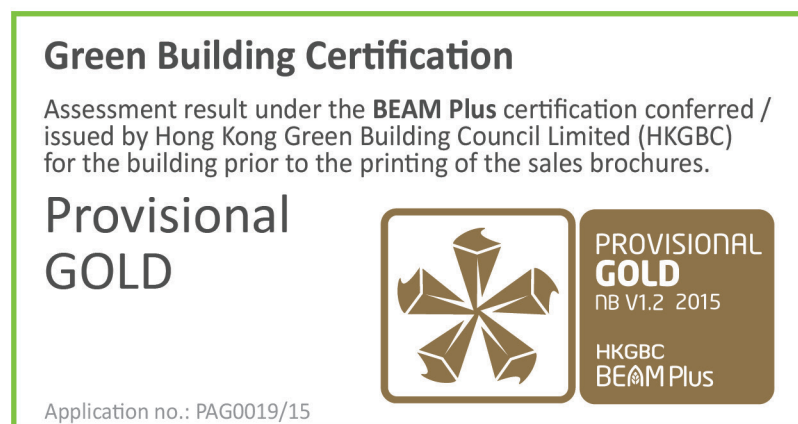 Green Building Certification
Assessment result under the BEAM Plus certification conferred /
issued by Hong Kong Green Building Council Limited (HKGBC)
for the building prior to the printing of the sales brochures.
Provisional
GOLD
PROVISIONAL
GOLD
NB V1.2 2015
HKGBC
BEAM Plus
Application no.: PAG0019/15